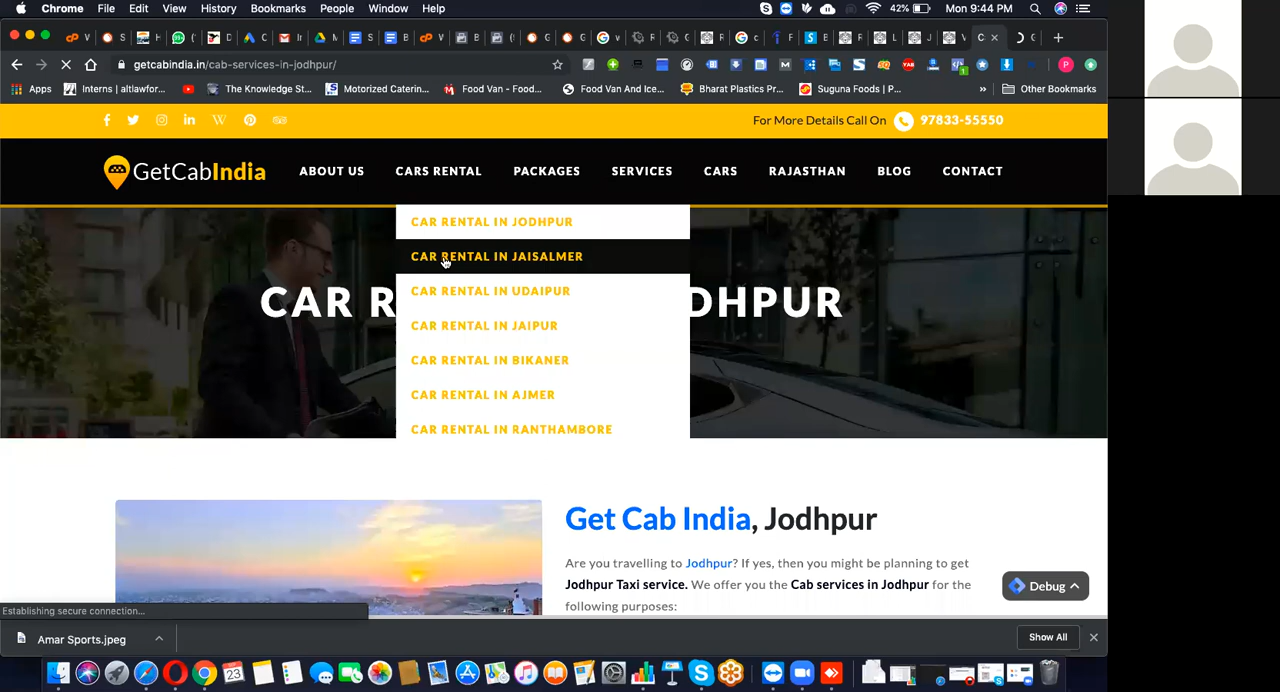 Chrome File Edit View History Bookmarks People Window Help 42% Mon 9:44 PM
getcabindia.in/cab-services-in-jodhpur/
Apps Interns | altlawfor... The Knowledge St... Motorized Caterin... Food Van - Food... Food Van And Ice... Bharat Plastics Pr... Suguna Foods | P... » Other Bookmarks
For More Details Call On 97833-55550
GetCabIndia ABOUT US CARS RENTAL PACKAGES SERVICES CARS RAJASTHAN BLOG CONTACT
CAR RENTAL IN JODHPUR
CAR RENTAL IN JAISALMER
CAR RENTAL IN UDAIPUR
CAR R DHPUR
CAR RENTAL IN JAIPUR
CAR RENTAL IN BIKANER
CAR RENTAL IN AJMER
CAR RENTAL IN RANTHAMBORE
Get Cab India, Jodhpur
Are you travelling to Jodhpur? If yes, then you might be planning to get
Jodhpur Taxi service. We offer you the Cab services in Jodhpur for the
following purposes:
Debug
Establishing secure connection...
Amar Sports.jpeg Show All